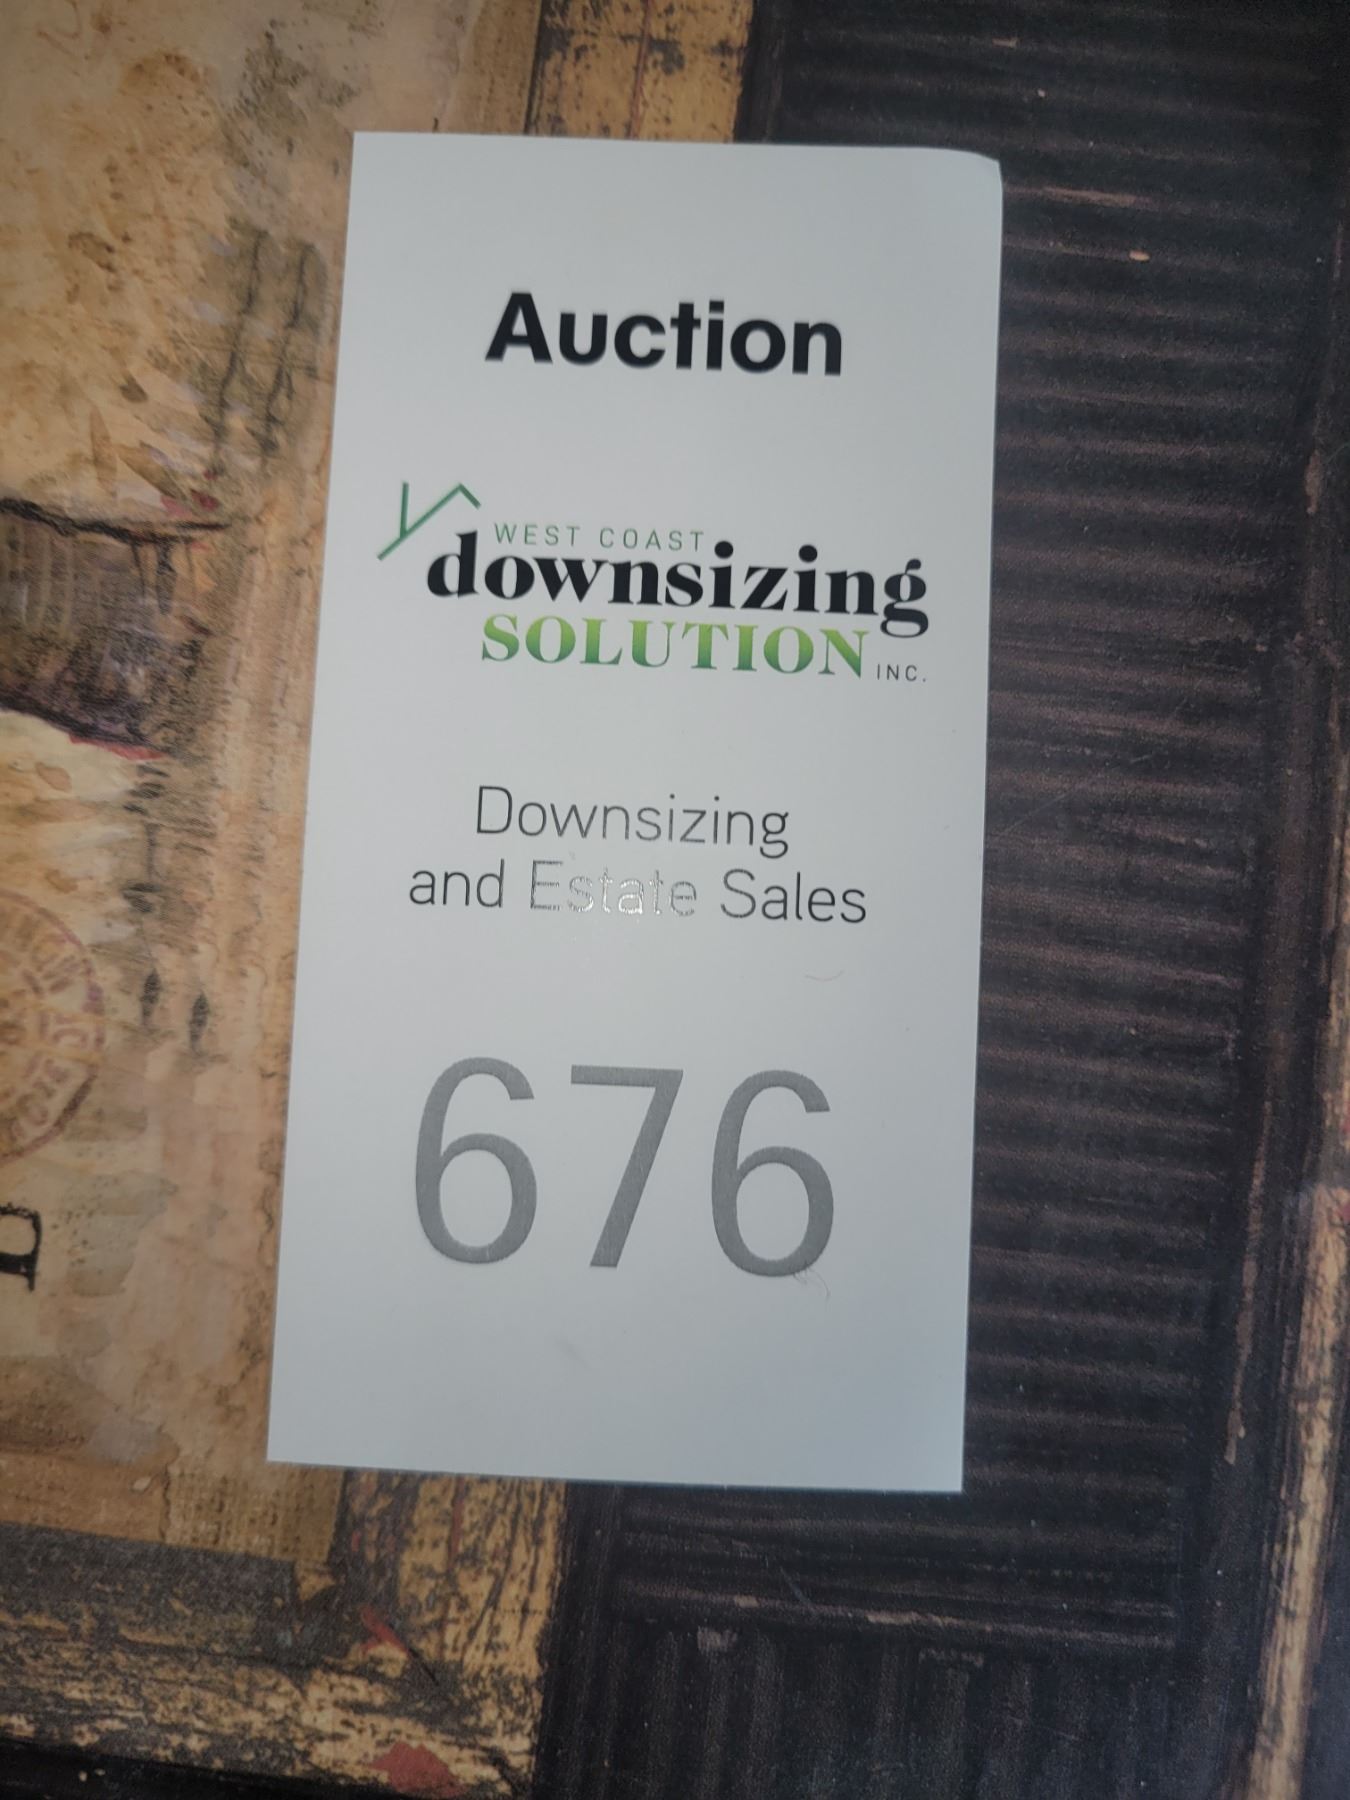 Auction
WEST COAST
downsizing
SOLUTION INC.
Downsizing
and Estate Sales
676